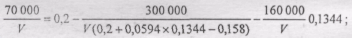 70 000 / V = 0,2 - 300 000 / V(0,2 + 0,0594 × 0,1344 - 0,158) - 160 000 / V 0,1344 ;